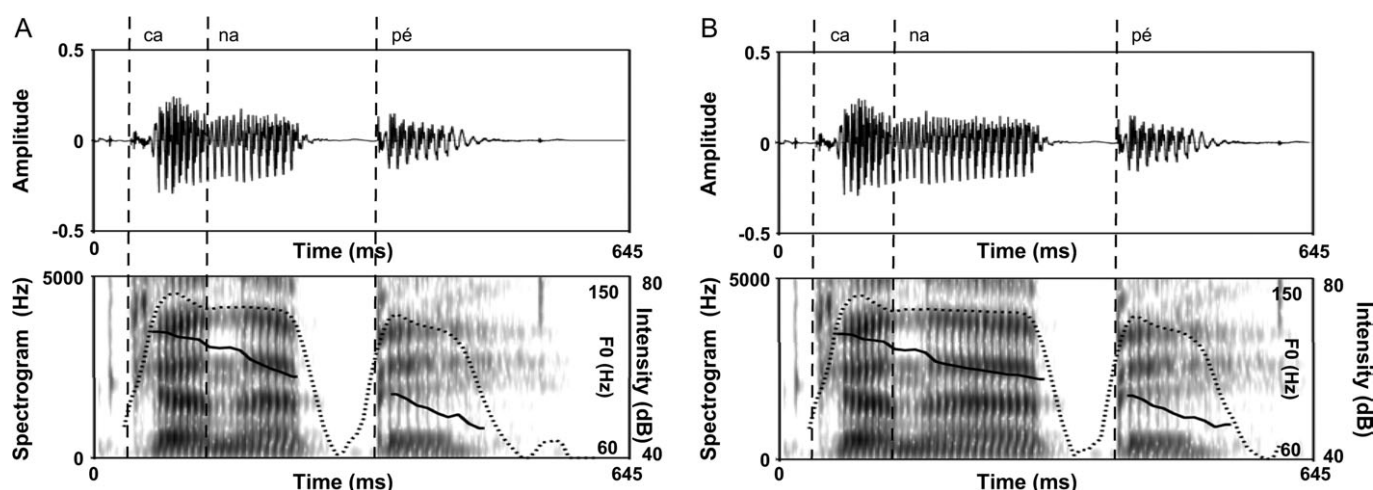 A
ca na pé
0.5
Amplitude
0
-0.5
0 Time (ms) 645
5000
Spectrogram (Hz)
0
150
F0 (Hz)
60
80
Intensity (dB)
40
0 Time (ms) 645
B
ca na pé
0.5
Amplitude
0
-0.5
0 Time (ms) 645
5000
Spectrogram (Hz)
0
150
F0 (Hz)
60
80
Intensity (dB)
40
0 Time (ms) 645